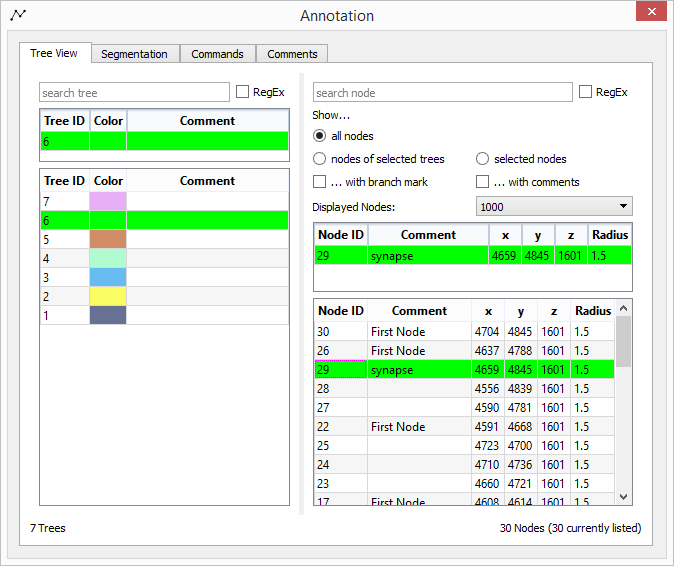 Annotation
Tree View Segmentation Commands Comments
search tree RegEx
Tree ID Color Comment
6
Tree ID Color Comment
7
6
5
4
3
2
1
7 Trees
search node RegEx
Show...
all nodes
nodes of selected trees selected nodes
... with branch mark ... with comments
Displayed Nodes: 1000
Node ID Comment x y z Radius
29 synapse 4659 4845 1601 1.5
Node ID Comment x y z Radius
30 First Node 4704 4845 1601 1.5
26 First Node 4637 4788 1601 1.5
29 synapse 4659 4845 1601 1.5
28 4556 4839 1601 1.5
27 4590 4781 1601 1.5
22 First Node 4591 4668 1601 1.5
25 4723 4700 1601 1.5
24 4710 4736 1601 1.5
23 4660 4721 1601 1.5
17 First Node 4608 4614 1601 1.5
30 Nodes (30 currently listed)